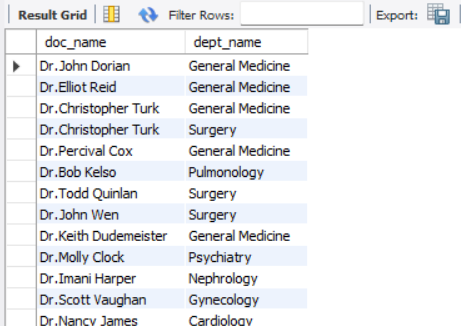 Result Grid Filter Rows: Export:
doc_name dept_name
Dr.John Dorian General Medicine
Dr.Elliot Reid General Medicine
Dr.Christopher Turk General Medicine
Dr.Christopher Turk Surgery
Dr.Percival Cox General Medicine
Dr.Bob Kelso Pulmonology
Dr.Todd Quinlan Surgery
Dr.John Wen Surgery
Dr.Keith Dudemeister General Medicine
Dr.Molly Clock Psychiatry
Dr.Imani Harper Nephrology
Dr.Scott Vaughan Gynecology
Dr.Nancy James Cardiology